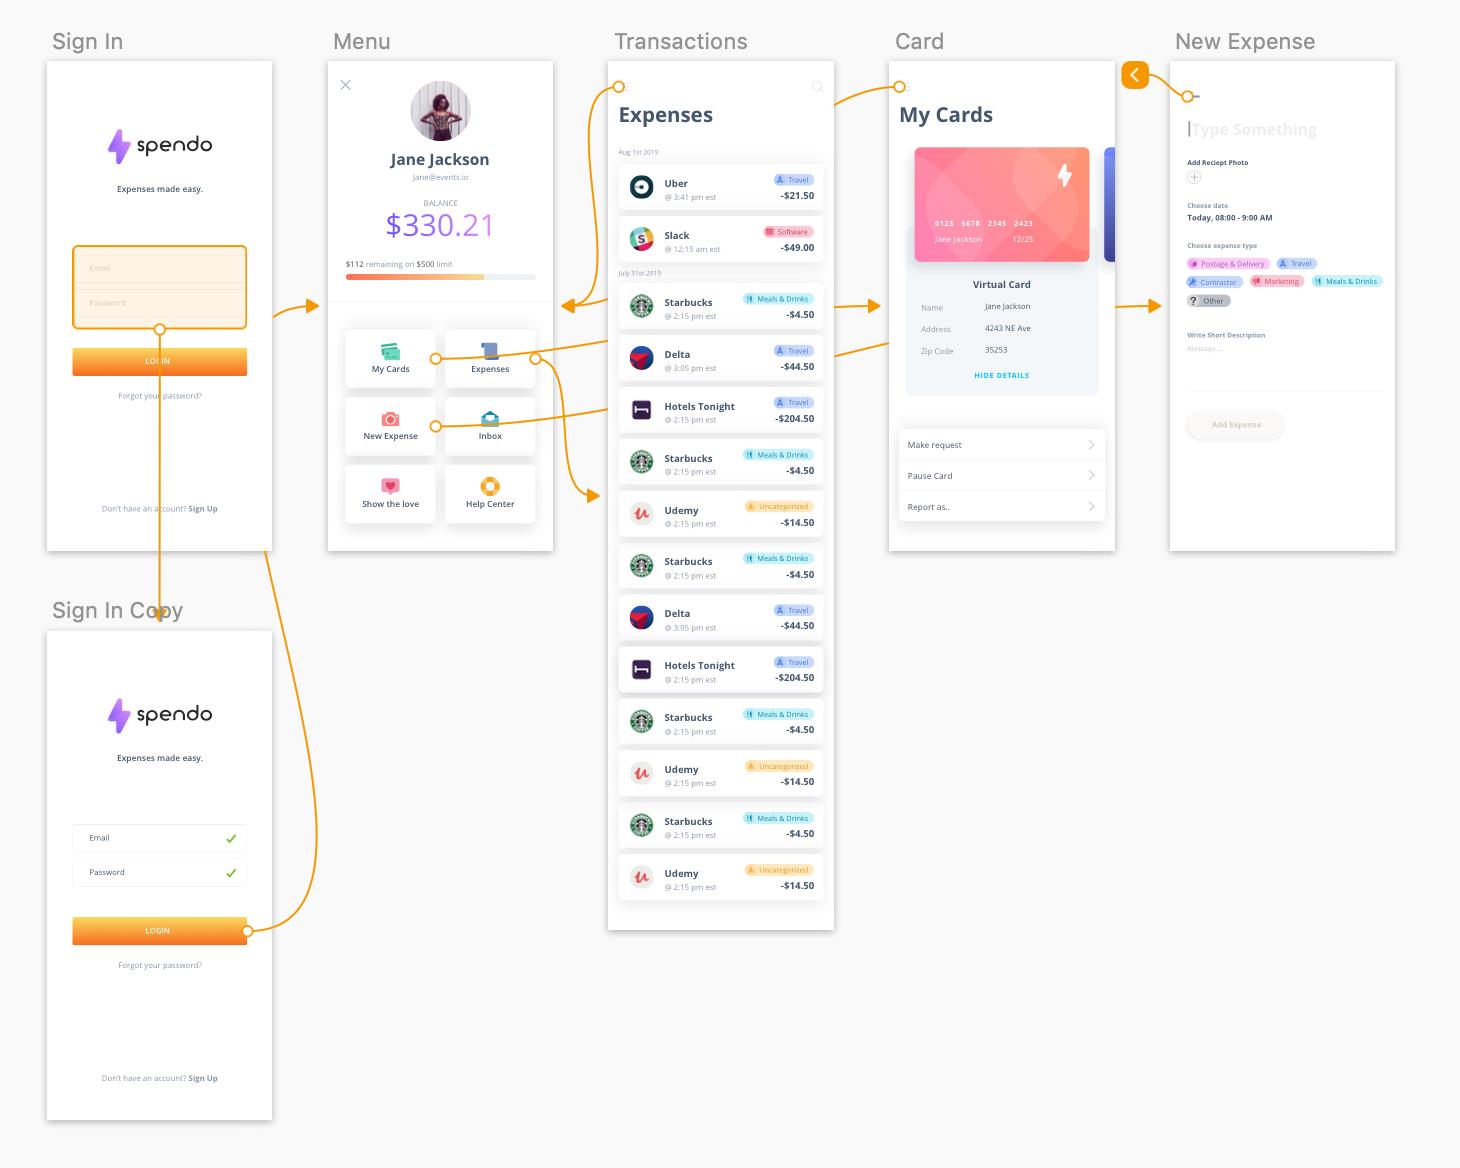 Sign In
spendo
Expenses made easy.
Email
Password
LOGIN
Forgot your password?
Don't have an account? Sign Up
Sign In Copy
spendo
Expenses made easy.
Email
Password
LOGIN
Forgot your password?
Don't have an account? Sign Up
Menu
Jane Jackson
Jane@events.io
BALANCE
$330.21
$112 remaining on $500 limit
My Cards
Expenses
New Expense
Inbox
Show the love
Help Center
Transactions
Expenses
Aug 1st 2019
Uber
Travel
@ 3:41 pm est
-$21.50
Slack
Software
@ 12:15 am est
-$49.00
July 31st 2019
Starbucks
Meals & Drinks
@ 2:15 pm est
-$4.50
Delta
Travel
@ 3:05 pm est
-$44.50
Hotels Tonight
Travel
@ 2:15 pm est
-$204.50
Starbucks
Meals & Drinks
@ 2:15 pm est
-$4.50
Udemy
Uncategorized
@ 2:15 pm est
-$14.50
Starbucks
Meals & Drinks
@ 2:15 pm est
-$4.50
Delta
Travel
@ 3:05 pm est
-$44.50
Hotels Tonight
Travel
@ 2:15 pm est
-$204.50
Starbucks
Meals & Drinks
@ 2:15 pm est
-$4.50
Udemy
Uncategorized
@ 2:15 pm est
-$14.50
Starbucks
Meals & Drinks
@ 2:15 pm est
-$4.50
Udemy
Uncategorized
@ 2:15 pm est
-$14.50
Card
My Cards
0123 5678 2345 2423
Jane Jackson 12/25
Virtual Card
Name Jane Jackson
Address 4243 NE Ave
Zip Code 35253
HIDE DETAILS
Make request
Pause Card
Report as..
New Expense
Type Something
Add Reciept Photo
Choose date
Today, 08:00 - 9:00 AM
Choose expense type
Postage & Delivery Travel
Contractor Marketing Meals & Drinks
? Other
Write Short Description
Message....
Add Expense